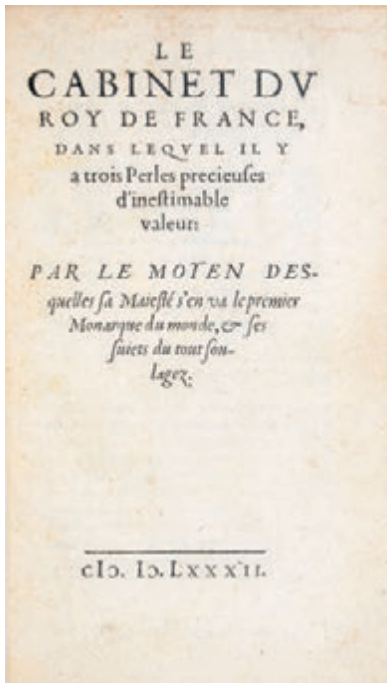 LE
CABINET DV
ROY DE FRANCE,
DANS LEQVEL IL Y
a trois Perles precieuſes
d'ineſtimable
valeur:
PAR LE MOYEN DES-
quelles ſa Maieſté s'en va le premier
Monarque du monde, & ſes
ſuiets du tout ſou-
lagez.
cIↄ. Iↄ. LXXXII.